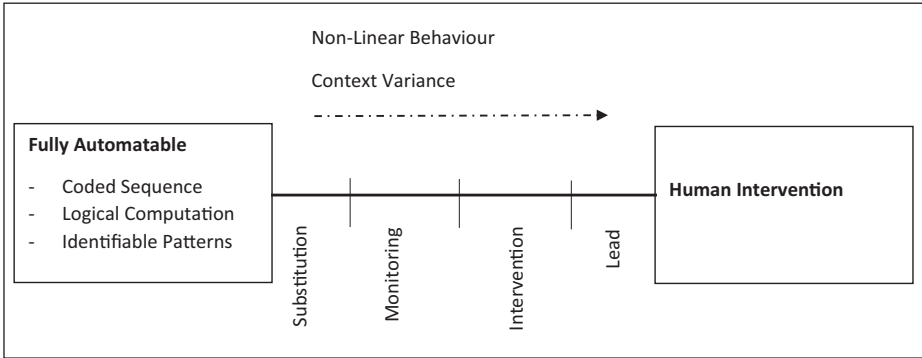 Non-Linear Behaviour
Context Variance
Fully Automatable
- Coded Sequence
- Logical Computation
- Identifiable Patterns
Human Intervention
Substitution
Monitoring
Intervention
Lead